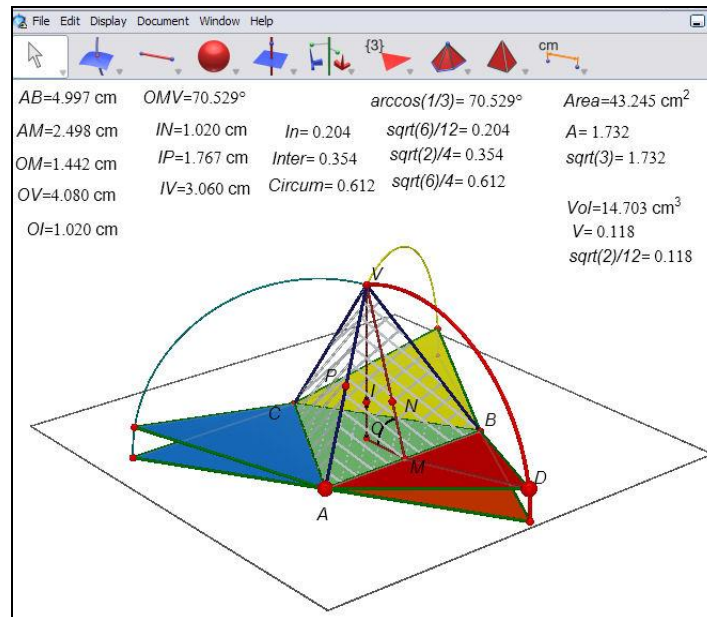 File Edit Display Document Window Help
{3}
cm
AB=4.997 cm OMV=70.529° arccos(1/3)= 70.529° Area=43.245 cm²
AM=2.498 cm IN=1.020 cm In= 0.204 sqrt(6)/12= 0.204 A= 1.732
OM=1.442 cm IP=1.767 cm Inter= 0.354 sqrt(2)/4= 0.354 sqrt(3)= 1.732
OV=4.080 cm IV=3.060 cm Circum= 0.612 sqrt(6)/4= 0.612
Vol=14.703 cm³
OI=1.020 cm V= 0.118
sqrt(2)/12= 0.118
V
P
I N
C B
O
M D
A